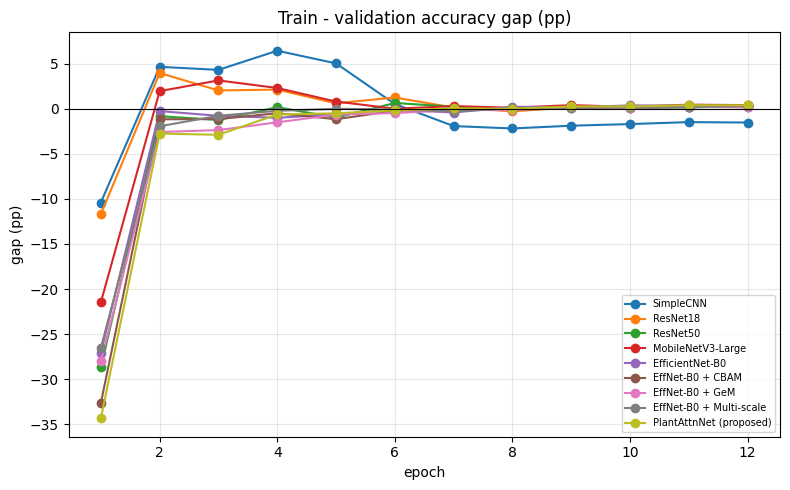 Train - validation accuracy gap (pp)
gap (pp)
5
0
−5
−10
−15
−20
−25
−30
−35
SimpleCNN
ResNet18
ResNet50
MobileNetV3-Large
EfficientNet-B0
EffNet-B0 + CBAM
EffNet-B0 + GeM
EffNet-B0 + Multi-scale
PlantAttnNet (proposed)
2 4 6 8 10 12
epoch